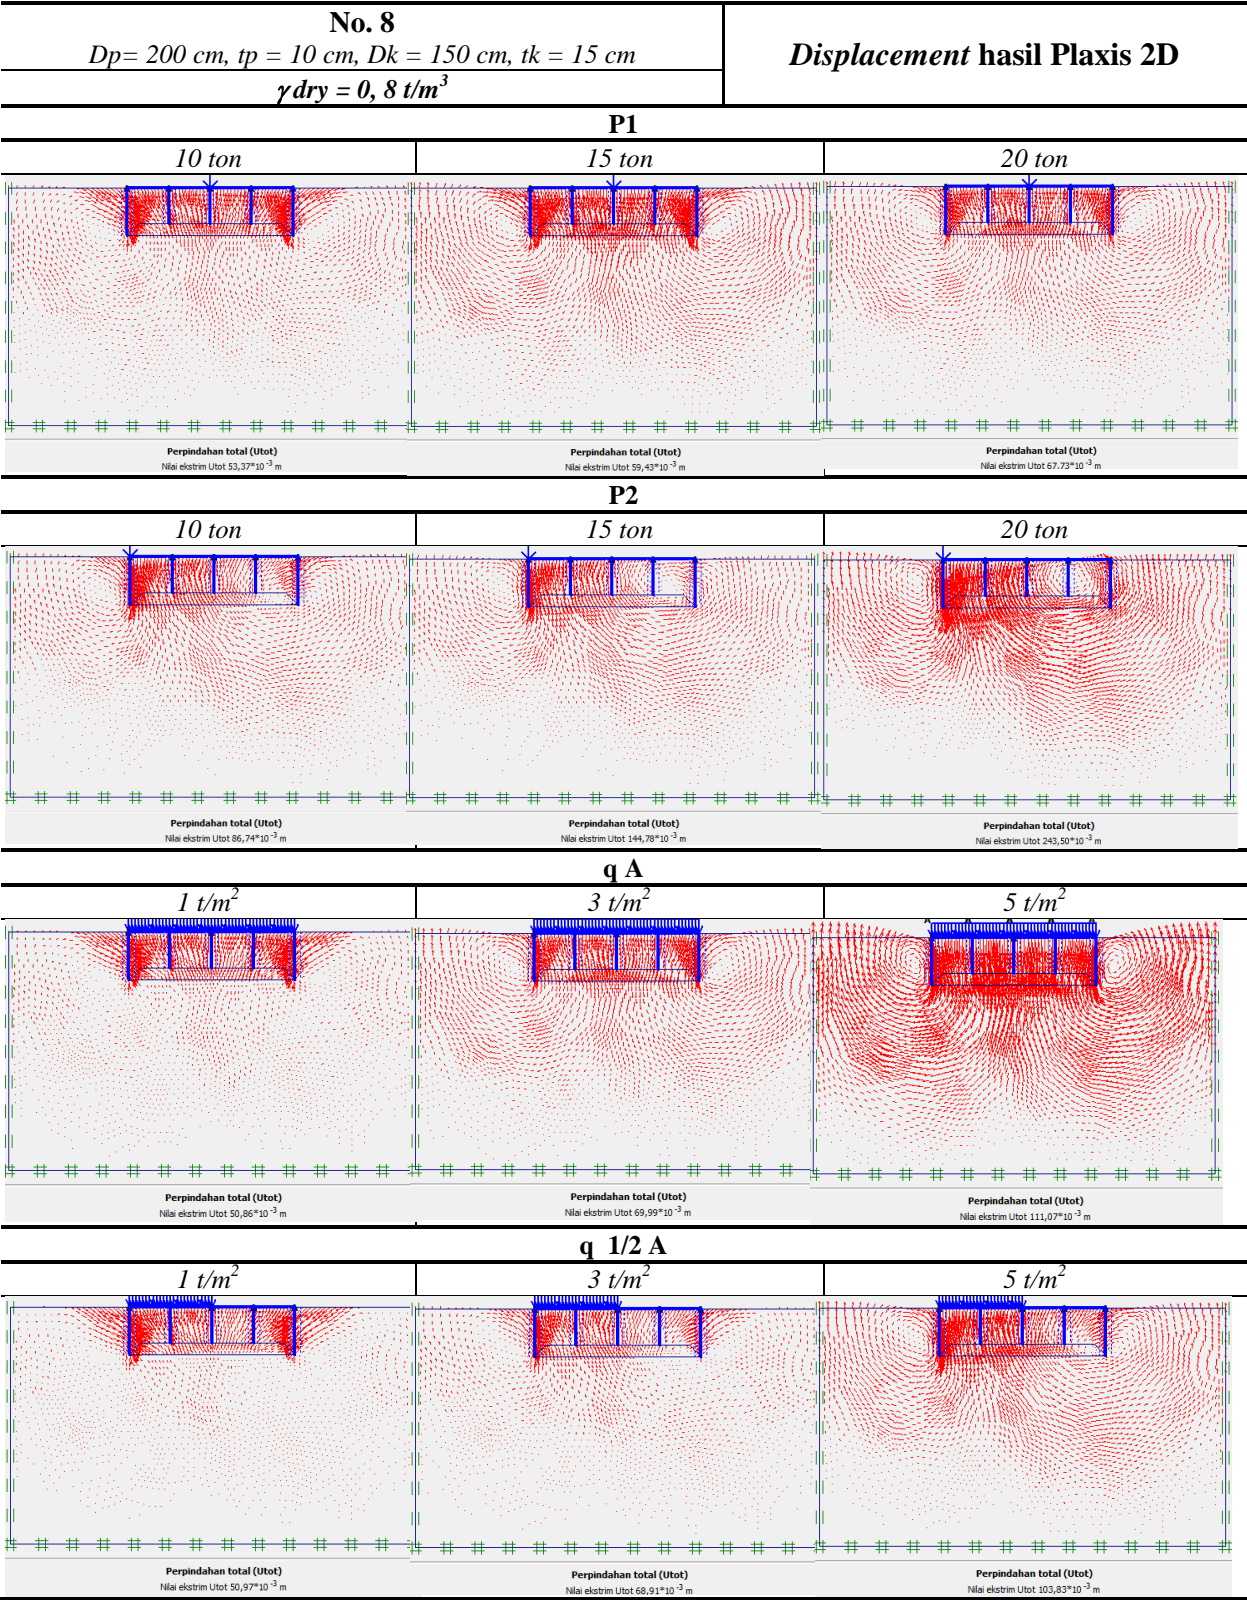 No. 8
Dp= 200 cm, tp = 10 cm, Dk = 150 cm, tk = 15 cm
γ dry = 0, 8 t/m³
Displacement hasil Plaxis 2D
P1
10 ton 15 ton 20 ton
Perpindahan total (Utot) Perpindahan total (Utot) Perpindahan total (Utot)
Nilai ekstrim Utot 53,37*10⁻³ m Nilai ekstrim Utot 59,43*10⁻³ m Nilai ekstrim Utot 67.73*10⁻³ m
P2
10 ton 15 ton 20 ton
Perpindahan total (Utot) Perpindahan total (Utot) Perpindahan total (Utot)
Nilai ekstrim Utot 86,74*10⁻³ m Nilai ekstrim Utot 144,78*10⁻³ m Nilai ekstrim Utot 243,50*10⁻³ m
q A
1 t/m² 3 t/m² 5 t/m²
Perpindahan total (Utot) Perpindahan total (Utot) Perpindahan total (Utot)
Nilai ekstrim Utot 50,86*10⁻³ m Nilai ekstrim Utot 69,99*10⁻³ m Nilai ekstrim Utot 111,07*10⁻³ m
q 1/2 A
1 t/m² 3 t/m² 5 t/m²
Perpindahan total (Utot) Perpindahan total (Utot) Perpindahan total (Utot)
Nilai ekstrim Utot 50,97*10⁻³ m Nilai ekstrim Utot 68,91*10⁻³ m Nilai ekstrim Utot 103,83*10⁻³ m